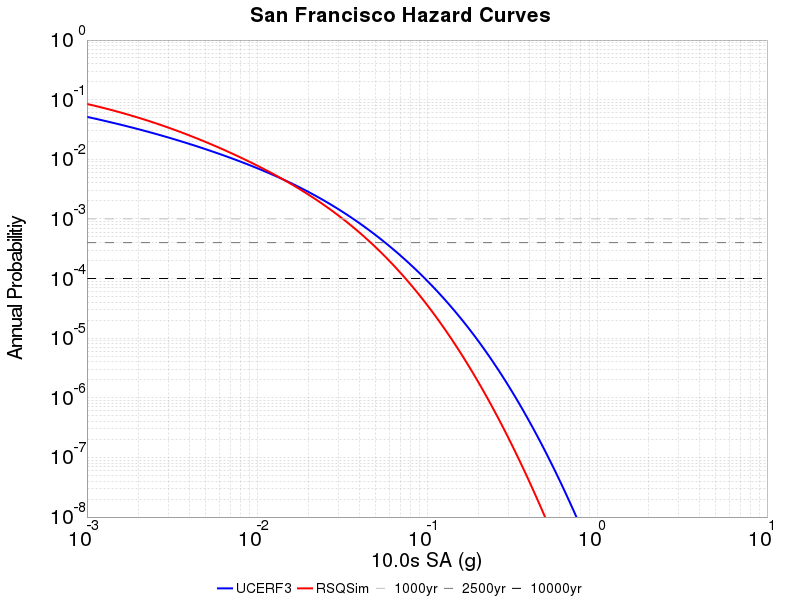 San Francisco Hazard Curves
Annual Probabilitiy
10^0
10^-1
10^-2
10^-3
10^-4
10^-5
10^-6
10^-7
10^-8
10^-3 10^-2 10^-1 10^0 10^1
10.0s SA (g)
UCERF3 RSQSim 1000yr 2500yr 10000yr